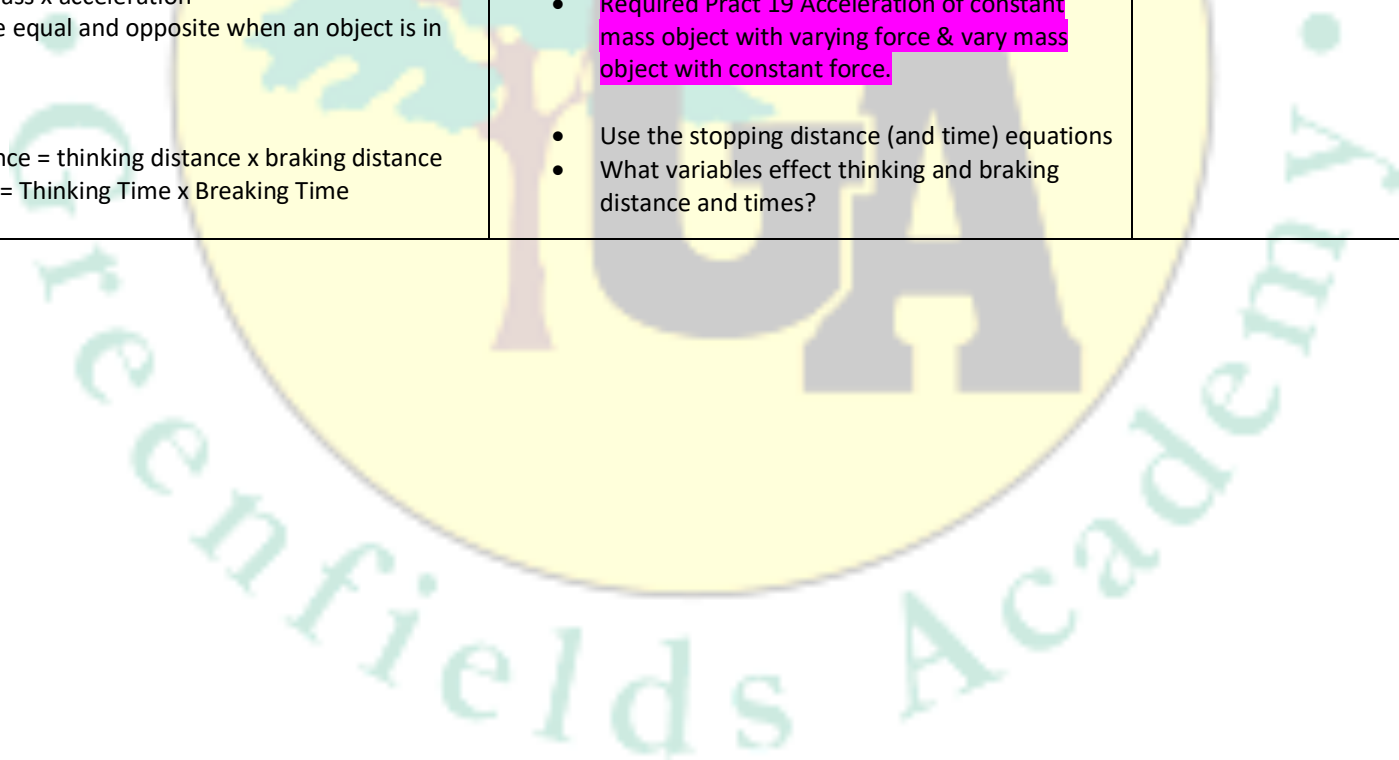 ass x acceleration
e equal and opposite when an object is in
nce = thinking distance x braking distance
= Thinking Time x Breaking Time
• Required Pract 19 Acceleration of constant
mass object with varying force & vary mass
object with constant force.
• Use the stopping distance (and time) equations
• What variables effect thinking and braking
distance and times?
GA
• Greenfields Academy •